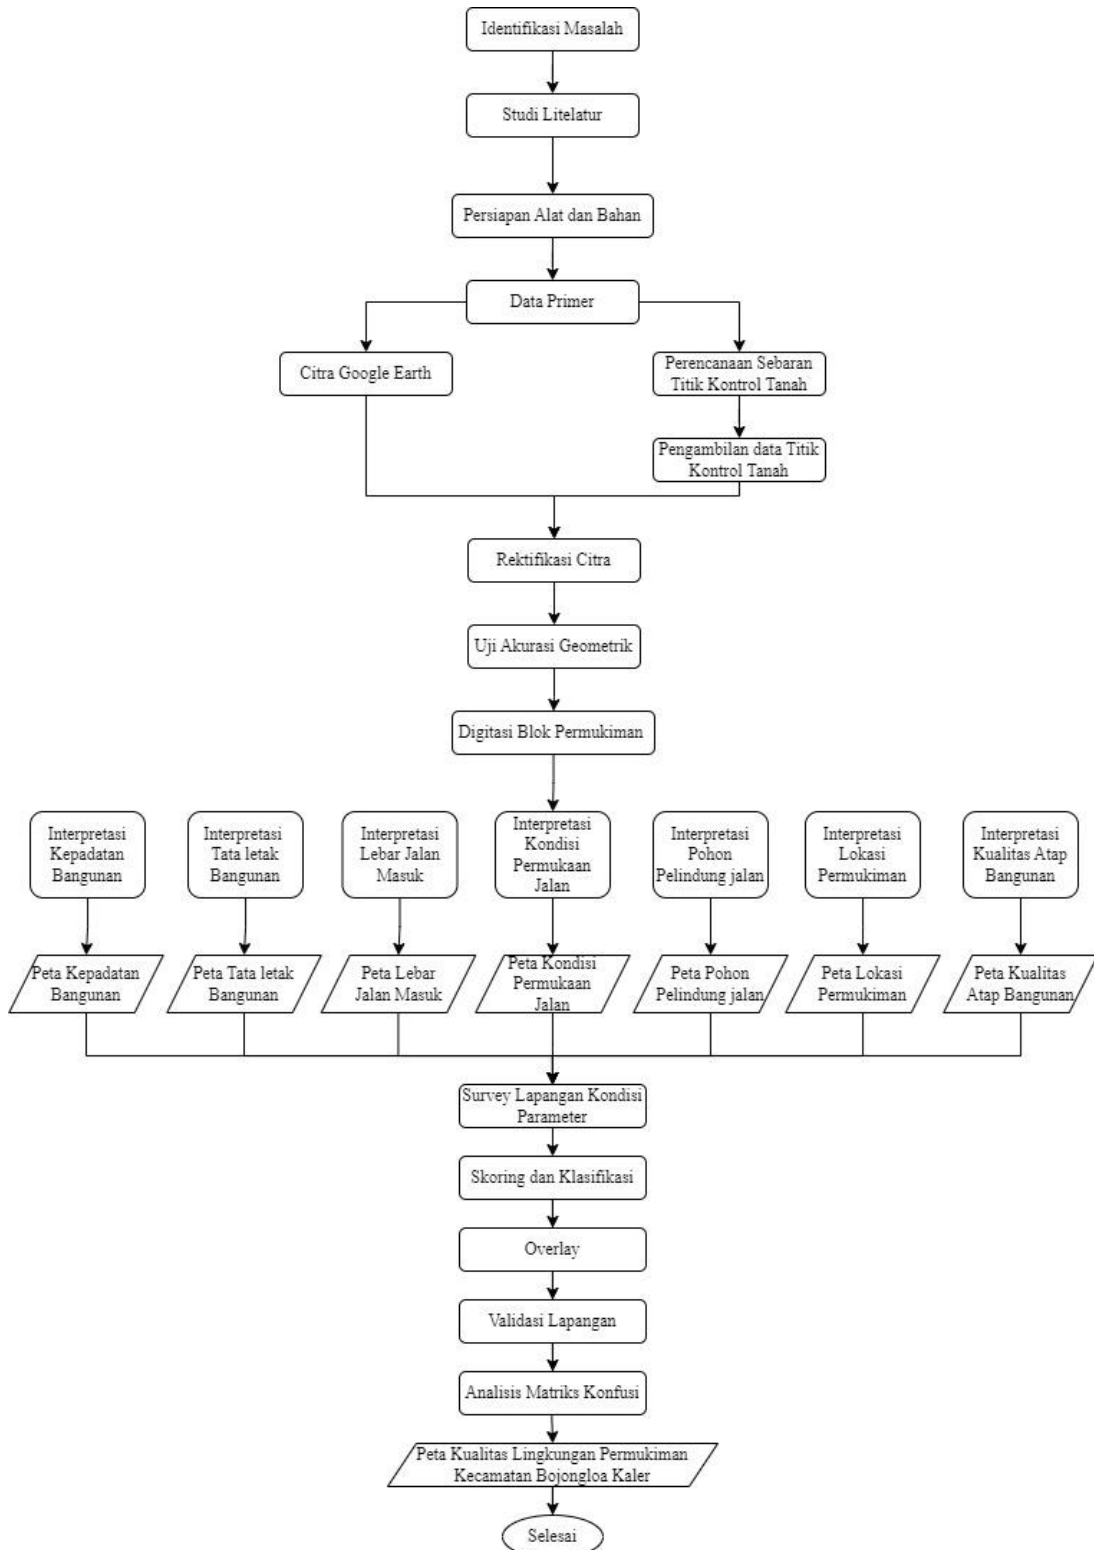 Identifikasi Masalah
Studi Litelatur
Persiapan Alat dan Bahan
Data Primer
Citra Google Earth
Perencanaan Sebaran
Titik Kontrol Tanah
Pengambilan data Titik
Kontrol Tanah
Rektifikasi Citra
Uji Akurasi Geometrik
Digitasi Blok Permukiman
Interpretasi
Kepadatan
Bangunan
Interpretasi
Tata letak
Bangunan
Interpretasi
Lebar Jalan
Masuk
Interpretasi
Kondisi
Permukaan
Jalan
Interpretasi
Pohon
Pelindung jalan
Interpretasi
Lokasi
Permukiman
Interpretasi
Kualitas Atap
Bangunan
Peta Kepadatan
Bangunan
Peta Tata letak
Bangunan
Peta Lebar
Jalan Masuk
Peta Kondisi
Permukaan
Jalan
Peta Pohon
Pelindung jalan
Peta Lokasi
Permukiman
Peta Kualitas
Atap Bangunan
Survey Lapangan Kondisi
Parameter
Skoring dan Klasifikasi
Overlay
Validasi Lapangan
Analisis Matriks Konfusi
Peta Kualitas Lingkungan Permukiman
Kecamatan Bojongloa Kaler
Selesai